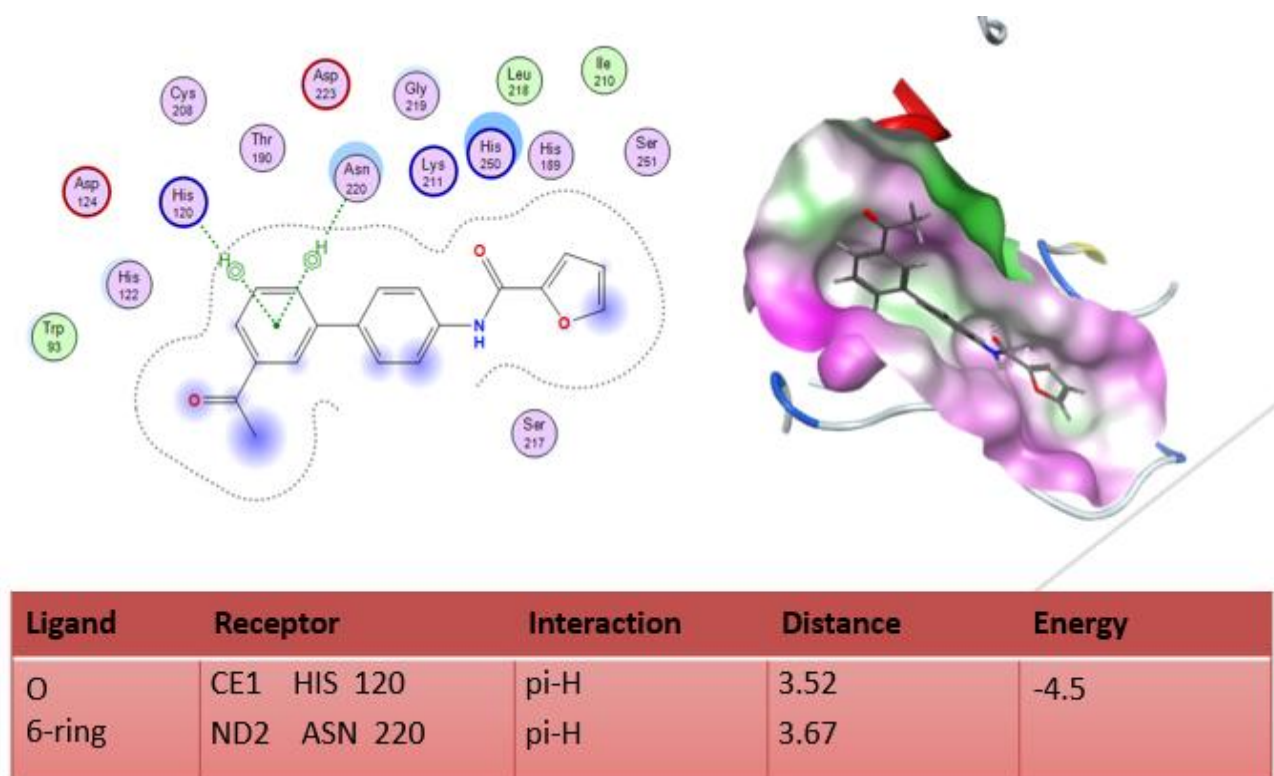 Cys
208
Asp
223
Gly
219
Leu
218
Ile
210
Thr
190
Asn
220
Lys
211
His
250
His
189
Ser
251
Asp
124
His
120
His
122
Trp
93
H
H
O
N
H
O
O
Ser
217
Ligand Receptor Interaction Distance Energy
O CE1 HIS 120 pi-H 3.52 -4.5
6-ring ND2 ASN 220 pi-H 3.67